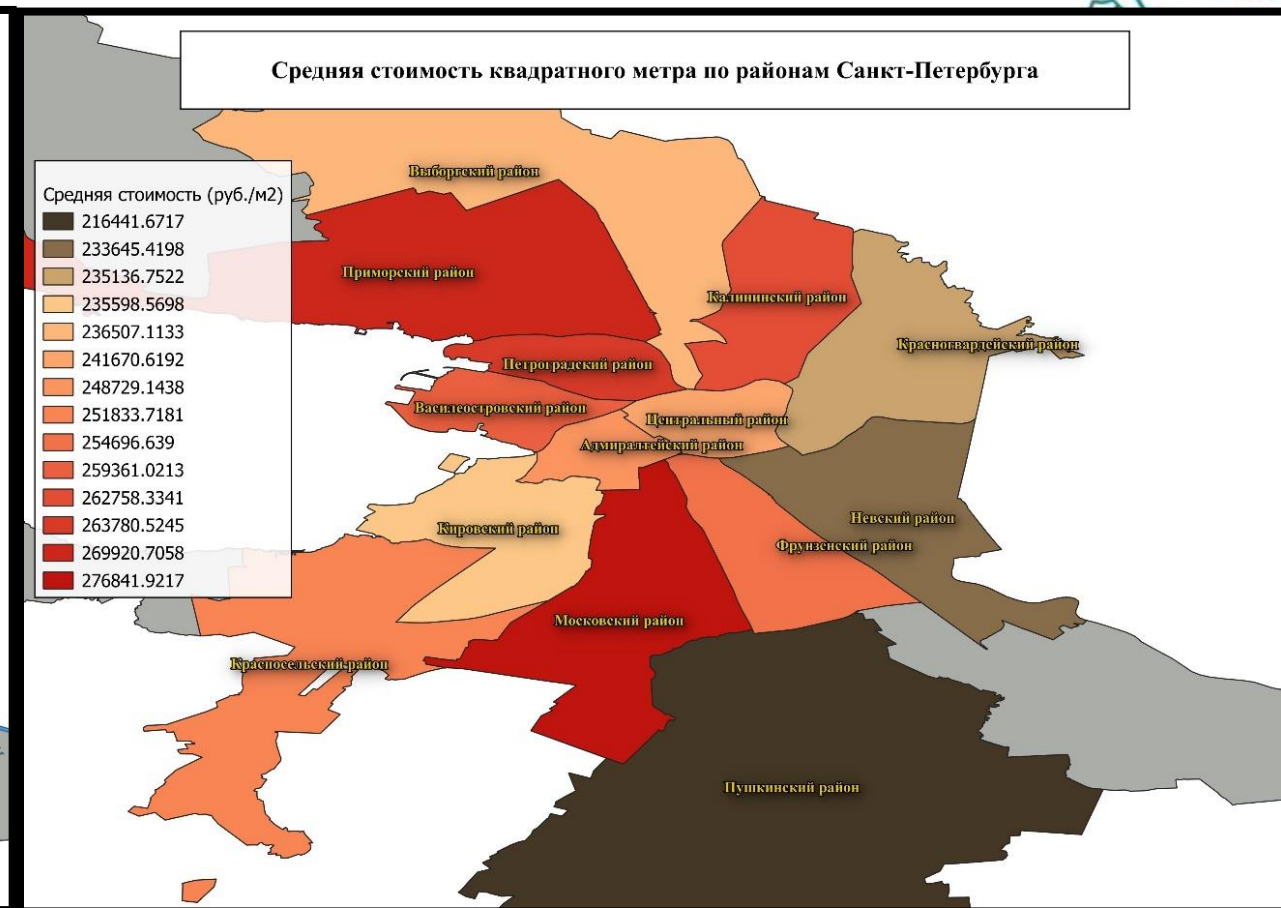 Средняя стоимость квадратного метра по районам Санкт-Петербурга
Выборгский район
Средняя стоимость (руб./м2)
216441.6717
233645.4198
235136.7522
235598.5698
236507.1133
241670.6192
248729.1438
251833.7181
254696.639
259361.0213
262758.3341
263780.5245
269920.7058
276841.9217
Приморский район
Калининский район
Красногвардейский район
Петроградский район
Василеостровский район
Центральный район
Адмиралтейский район
Кировский район
Невский район
Фрунзенский район
Московский район
Красносельский район
Пушкинский район